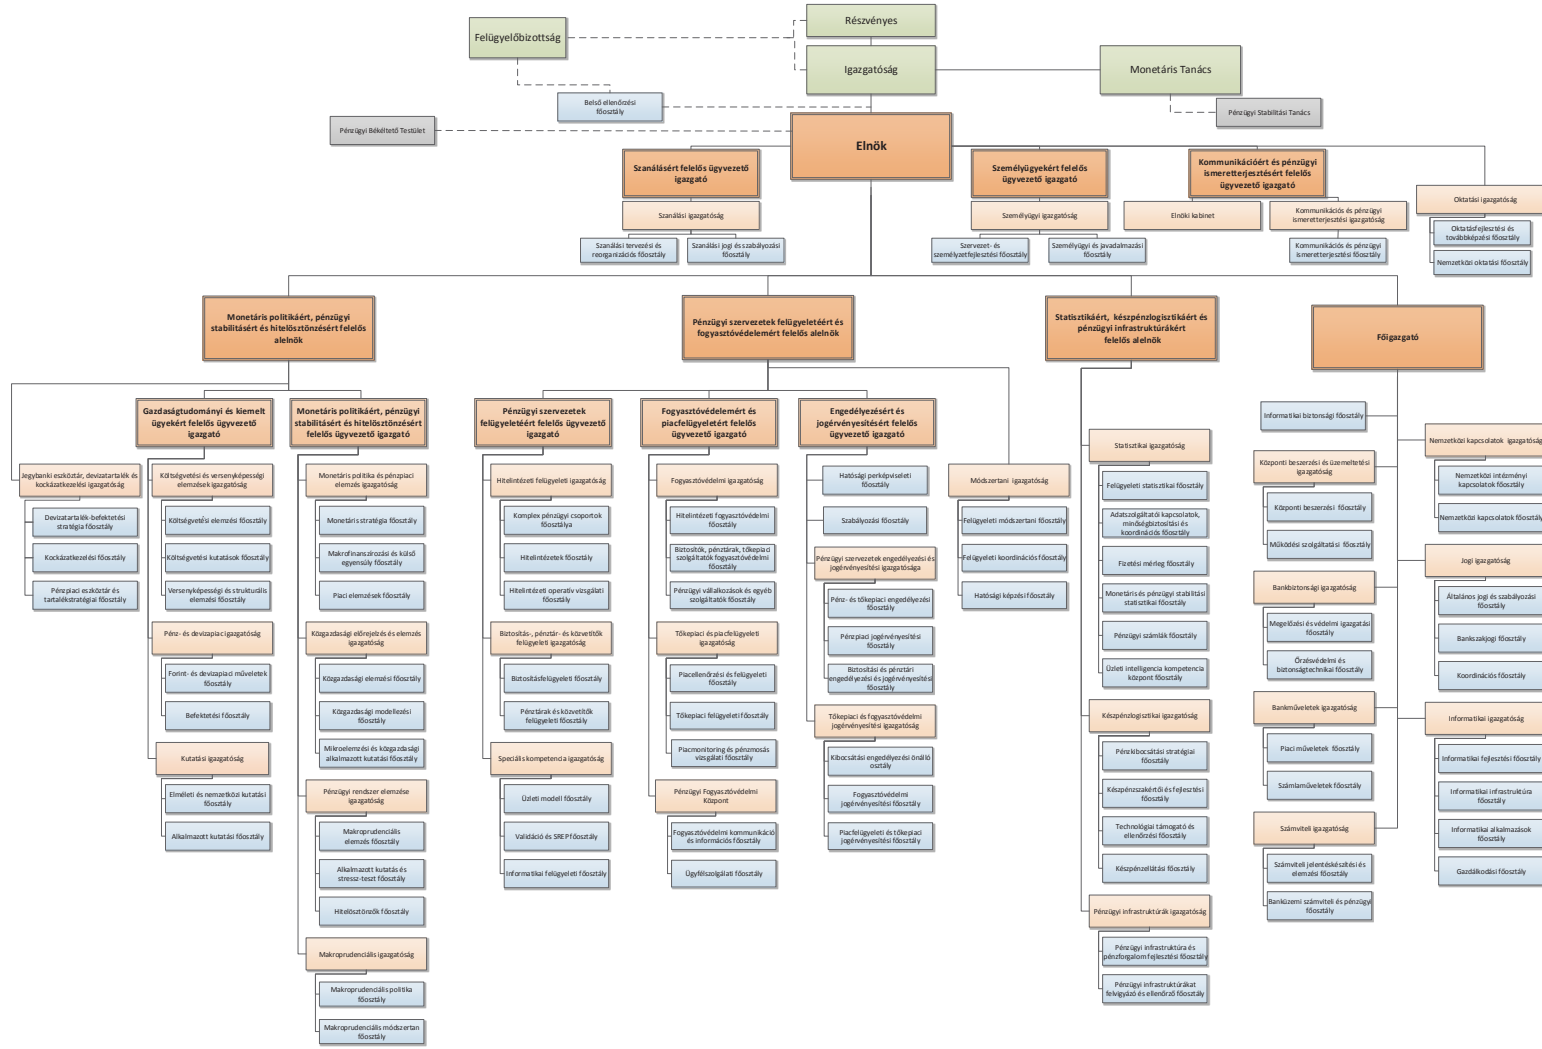 Részvényes
Felügyelőbizottság
Igazgatóság
Monetáris Tanács
Belső ellenőrzési
főosztály
Pénzügyi Stabilitási Tanács
Pénzügyi Békéltető Testület
Elnök
Szanálásért felelős ügyvezető
igazgató
Szanálási igazgatóság
Szanálási tervezési és
reorganizációs főosztály
Szanálási jogi és szabályozási
főosztály
Személyügyekért felelős
ügyvezető igazgató
Személyügyi igazgatóság
Szervezet- és
személyzetfejlesztési főosztály
Személyügyi és javadalmazási
főosztály
Kommunikációért és pénzügyi
ismeretterjesztésért felelős
ügyvezető igazgató
Elnöki kabinet
Kommunikációs és pénzügyi
ismeretterjesztési igazgatóság
Kommunikációs és pénzügyi
ismeretterjesztési főosztály
Oktatási igazgatóság
Oktatásfejlesztési és
továbbképzési főosztály
Nemzetközi oktatási főosztály
Monetáris politikáért, pénzügyi
stabilitásért és hitelösztönzésért felelős
alelnök
Jegybanki eszköztár, devizatartalék és
kockázatkezelési igazgatóság
Devizatartalék-befektetési
stratégia főosztály
Kockázatkezelési főosztály
Pénzpiaci eszköztár és
tartalékstratégiai főosztály
Gazdaságtudományi és kiemelt
ügyekért felelős ügyvezető
igazgató
Költségvetési és versenyképességi
elemzések igazgatóság
Költségvetési elemzési főosztály
Költségvetési kutatások főosztály
Versenyképességi és strukturális
elemzési főosztály
Pénz- és devizapiac igazgatóság
Forint- és devizapiaci műveletek
főosztály
Befektetési főosztály
Kutatási igazgatóság
Elméleti és nemzetközi kutatási
főosztály
Alkalmazott kutatási főosztály
Monetáris politikáért, pénzügyi
stabilitásért és hitelösztönzésért
felelős ügyvezető igazgató
Monetáris politika és pénzpiaci
elemzés igazgatóság
Monetáris stratégia főosztály
Makrofinanszírozási és külső
egyensúly főosztály
Piaci elemzések főosztály
Közgazdasági előrejelzés és elemzés
igazgatóság
Közgazdasági elemzési főosztály
Közgazdasági modellezési
főosztály
Mikroelemzési és közgazdasági
alkalmazott kutatási főosztály
Pénzügyi rendszer elemzése
igazgatóság
Makroprudenciális
elemzés főosztály
Alkalmazott kutatás és
stressz-teszt főosztály
Hitelösztönzők főosztály
Makroprudenciális igazgatóság
Makroprudenciális politika
főosztály
Makroprudenciális módszertan
főosztály
Pénzügyi szervezetek felügyeletéért és
fogyasztóvédelemért felelős alelnök
Pénzügyi szervezetek
felügyeletéért felelős ügyvezető
igazgató
Hitelintézeti felügyeleti igazgatóság
Komplex pénzügyi csoportok
főosztálya
Hitelintézetek főosztály
Hitelintézeti operatív vizsgálati
főosztály
Biztosítás-, pénztár- és közvetítők
felügyeleti igazgatóság
Biztosításfelügyeleti főosztály
Pénztárak és közvetítők
felügyeleti főosztály
Speciális kompetencia igazgatóság
Üzleti modell főosztály
Validáció és SREP főosztály
Informatikai felügyeleti főosztály
Fogyasztóvédelemért és
piacfelügyeletért felelős
ügyvezető igazgató
Fogyasztóvédelmi igazgatóság
Hitelintézeti fogyasztóvédelmi
főosztály
Biztosítók, pénztárak, tőkepiaci
szolgáltatók fogyasztóvédelmi
főosztály
Pénzügyi vállalkozások és egyéb
szolgáltatók főosztály
Tőkepiaci és piacfelügyeleti
igazgatóság
Piacellenőrzési és felügyeleti
főosztály
Tőkepiaci felügyeleti főosztály
Piacmonitoring és pénzmosás
vizsgálati főosztály
Pénzügyi Fogyasztóvédelmi
Központ
Fogyasztóvédelmi kommunikáció
és információs főosztály
Ügyfélszolgálati főosztály
Engedélyezésért és
jogérvényesítésért felelős
ügyvezető igazgató
Hatósági perképviseleti
főosztály
Szabályozási főosztály
Pénzügyi szervezetek engedélyezési és
jogérvényesítési igazgatósága
Pénz- és tőkepiaci engedélyezési
főosztály
Pénzpiaci jogérvényesítési
főosztály
Biztosítási és pénztári
engedélyezési és jogérvényesítési
főosztály
Tőkepiaci és fogyasztóvédelmi
jogérvényesítési igazgatóság
Kibocsátási engedélyezési önálló
osztály
Fogyasztóvédelmi
jogérvényesítési főosztály
Piacfelügyeleti és tőkepiaci
jogérvényesítési főosztály
Módszertani igazgatóság
Felügyeleti módszertani főosztály
Felügyeleti koordinációs főosztály
Hatósági képzési főosztály
Statisztikáért, készpénzlogisztikáért és
pénzügyi infrastruktúrákért
felelős alelnök
Statisztikai igazgatóság
Felügyeleti statisztikai főosztály
Adatszolgáltatói kapcsolatok,
minőségbiztosítási és
koordinációs főosztály
Fizetési mérleg főosztály
Monetáris és pénzügyi stabilitási
statisztikai főosztály
Pénzügyi számlák főosztály
Üzleti intelligencia kompetencia
központ főosztály
Készpénzlogisztikai igazgatóság
Pénzkibocsátási stratégiai
főosztály
Készpénzszakértői és fejlesztési
főosztály
Technológiai támogató és
ellenőrzési főosztály
Készpénzellátási főosztály
Pénzügyi infrastruktúrák igazgatóság
Pénzügyi infrastruktúra és
pénzforgalom fejlesztési főosztály
Pénzügyi infrastruktúrákat
felvigyázó és ellenőrző főosztály
Főigazgató
Informatikai biztonsági főosztály
Központi beszerzési és üzemeltetési
igazgatóság
Központi beszerzési főosztály
Működési szolgáltatási főosztály
Bankbiztonsági igazgatóság
Megelőzési és védelmi igazgatási
főosztály
Őrzésvédelmi és
biztonságtechnikai főosztály
Bankműveletek igazgatóság
Piaci műveletek főosztály
Számlaműveletek főosztály
Számviteli igazgatóság
Számviteli jelentéskészítési és
elemzési főosztály
Banküzemi számviteli és pénzügyi
főosztály
Nemzetközi kapcsolatok igazgatóság
Nemzetközi intézményi
kapcsolatok főosztály
Nemzetközi kapcsolatok főosztály
Jogi igazgatóság
Általános jogi és szabályozási
főosztály
Bankszakjogi főosztály
Koordinációs főosztály
Informatikai igazgatóság
Informatikai fejlesztési főosztály
Informatikai infrastruktúra
főosztály
Informatikai alkalmazások
főosztály
Gazdálkodási főosztály